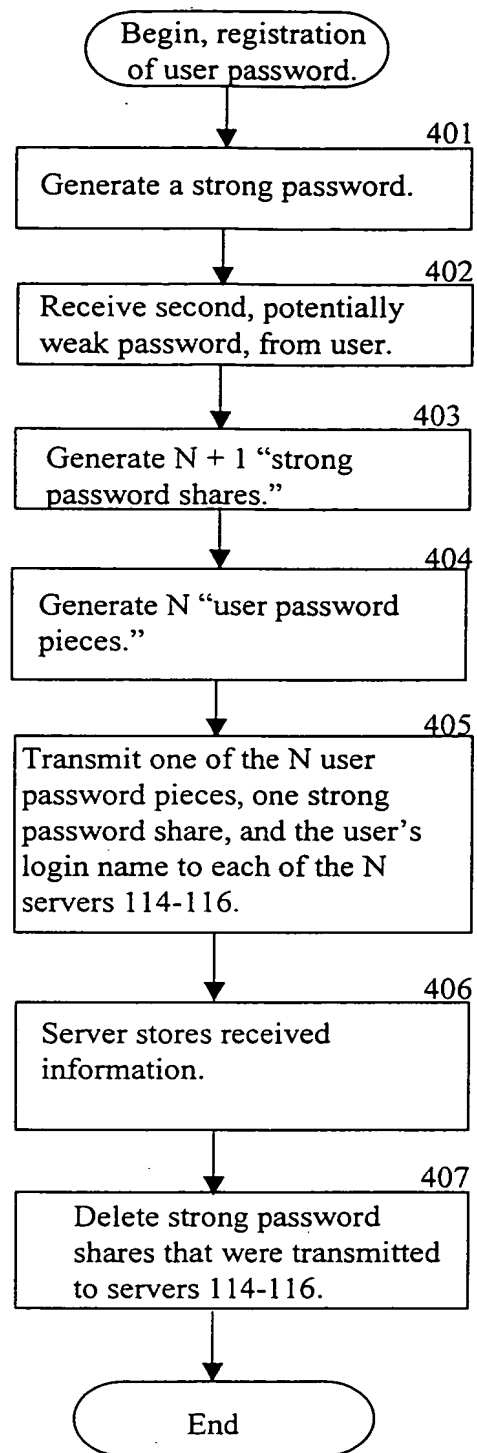 Begin, registration
of user password.
401
Generate a strong password.
402
Receive second, potentially
weak password, from user.
403
Generate N + 1 “strong
password shares.”
404
Generate N “user password
pieces.”
405
Transmit one of the N user
password pieces, one strong
password share, and the user's
login name to each of the N
servers 114-116.
406
Server stores received
information.
407
Delete strong password
shares that were transmitted
to servers 114-116.
End